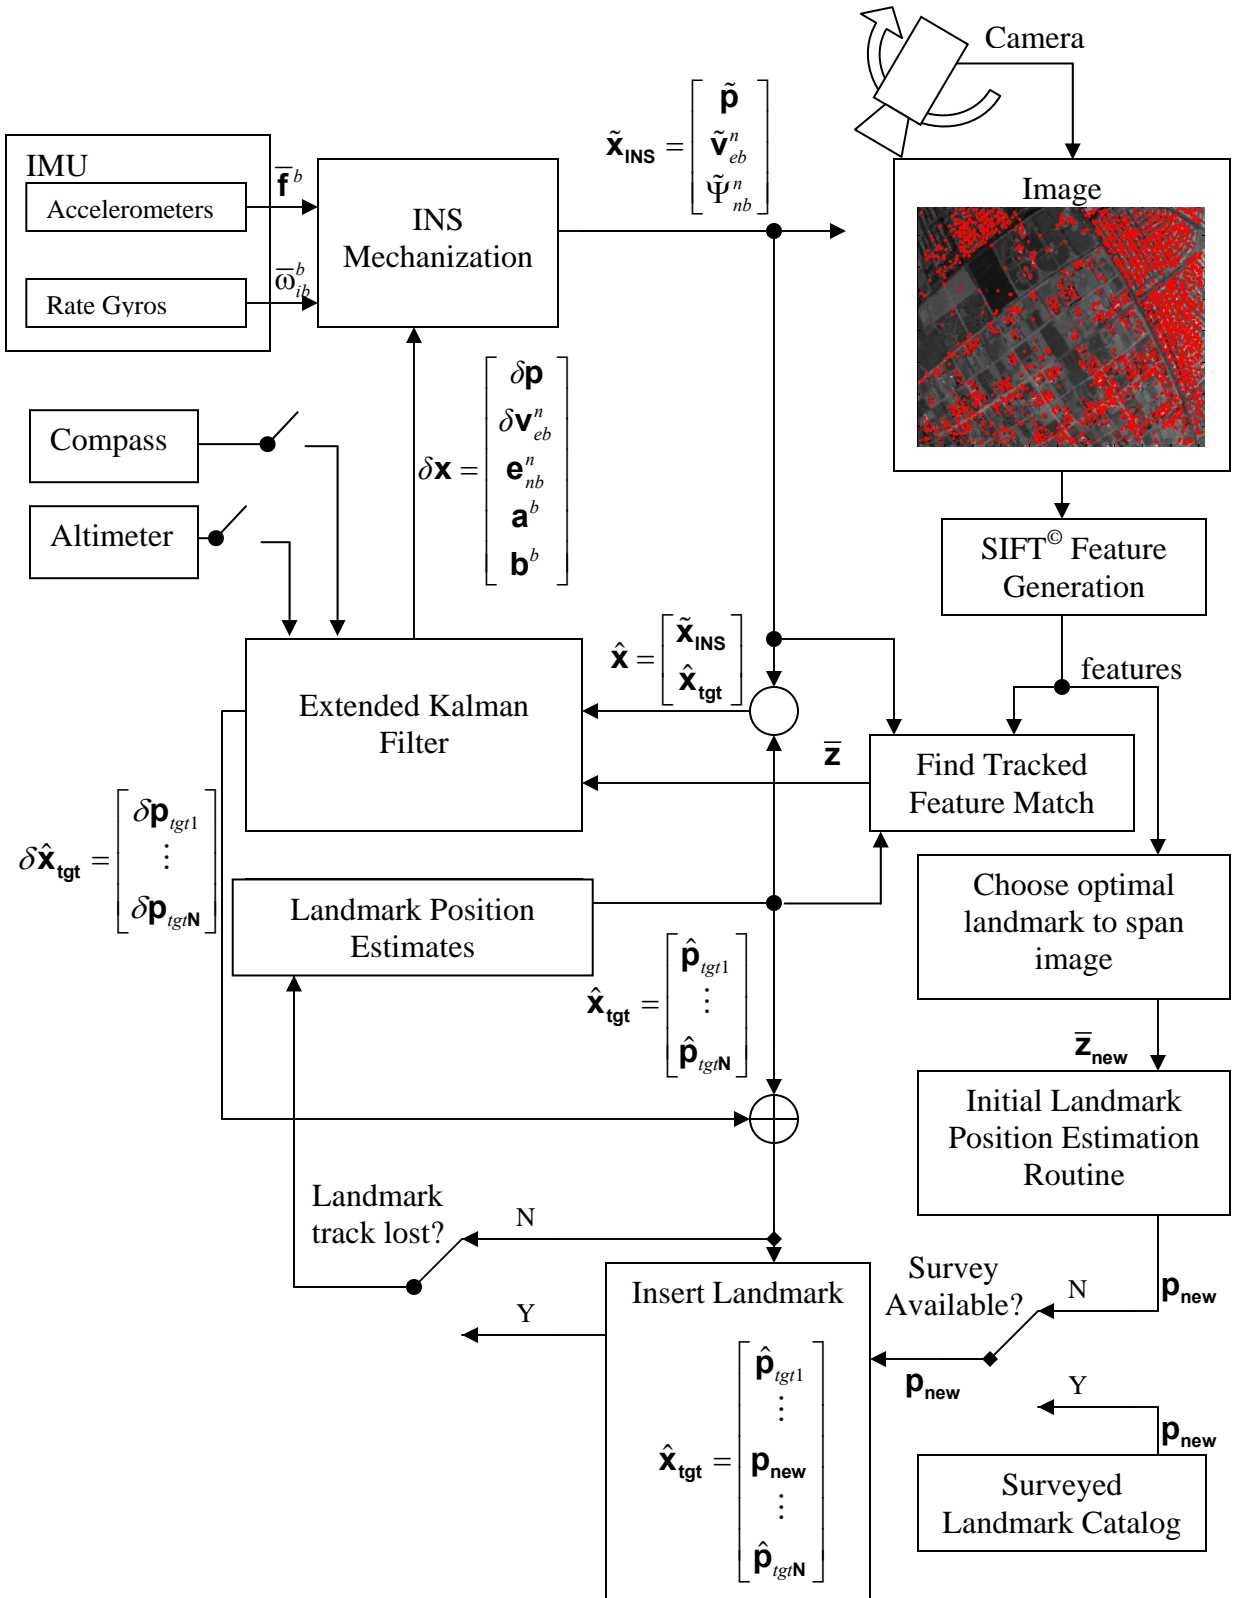 Camera
x̃_INS = [ p̃ ; ṽ^n_eb ; Ψ̃^n_nb ]
IMU
Accelerometers
f̅^b
Rate Gyros
ω̅^b_ib
INS
Mechanization
Image
Compass
Altimeter
δx = [ δp ; δv^n_eb ; e^n_nb ; a^b ; b^b ]
SIFT© Feature
Generation
features
x̂ = [ x̃_INS ; x̂_tgt ]
Extended Kalman
Filter
z̅
Find Tracked
Feature Match
δx̂_tgt = [ δp_tgt1 ; ⋮ ; δp_tgtN ]
Landmark Position
Estimates
x̂_tgt = [ p̂_tgt1 ; ⋮ ; p̂_tgtN ]
Choose optimal
landmark to span
image
z̅_new
Initial Landmark
Position Estimation
Routine
Landmark
track lost?
N
Y
Insert Landmark
x̂_tgt = [ p̂_tgt1 ; ⋮ ; p_new ; ⋮ ; p̂_tgtN ]
Survey
Available?
N
p_new
p_new
Y
p_new
Surveyed
Landmark Catalog